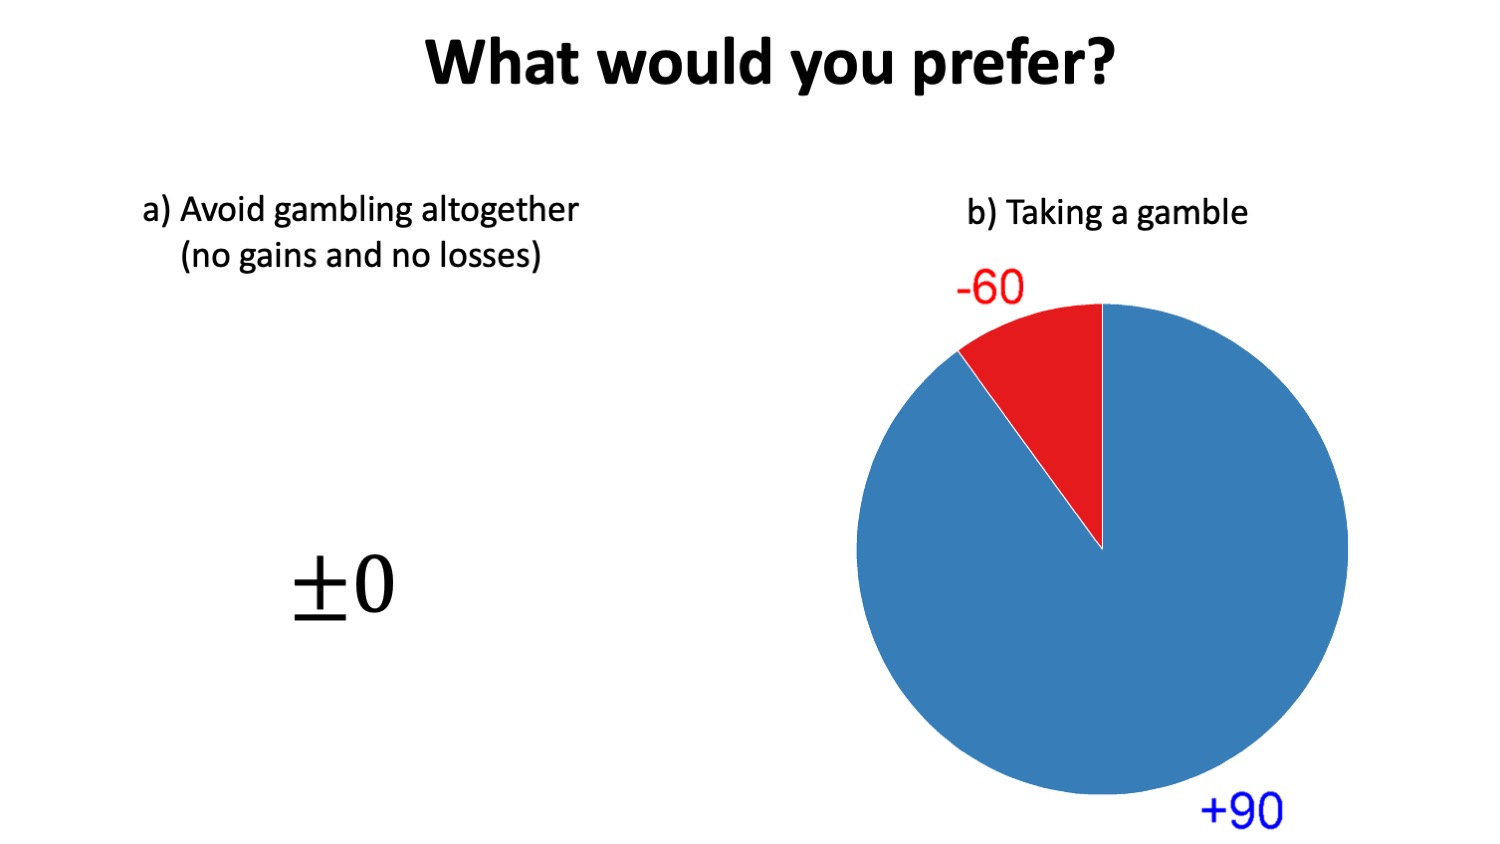 What would you prefer?
a) Avoid gambling altogether
(no gains and no losses)
b) Taking a gamble
-60
±0
+90